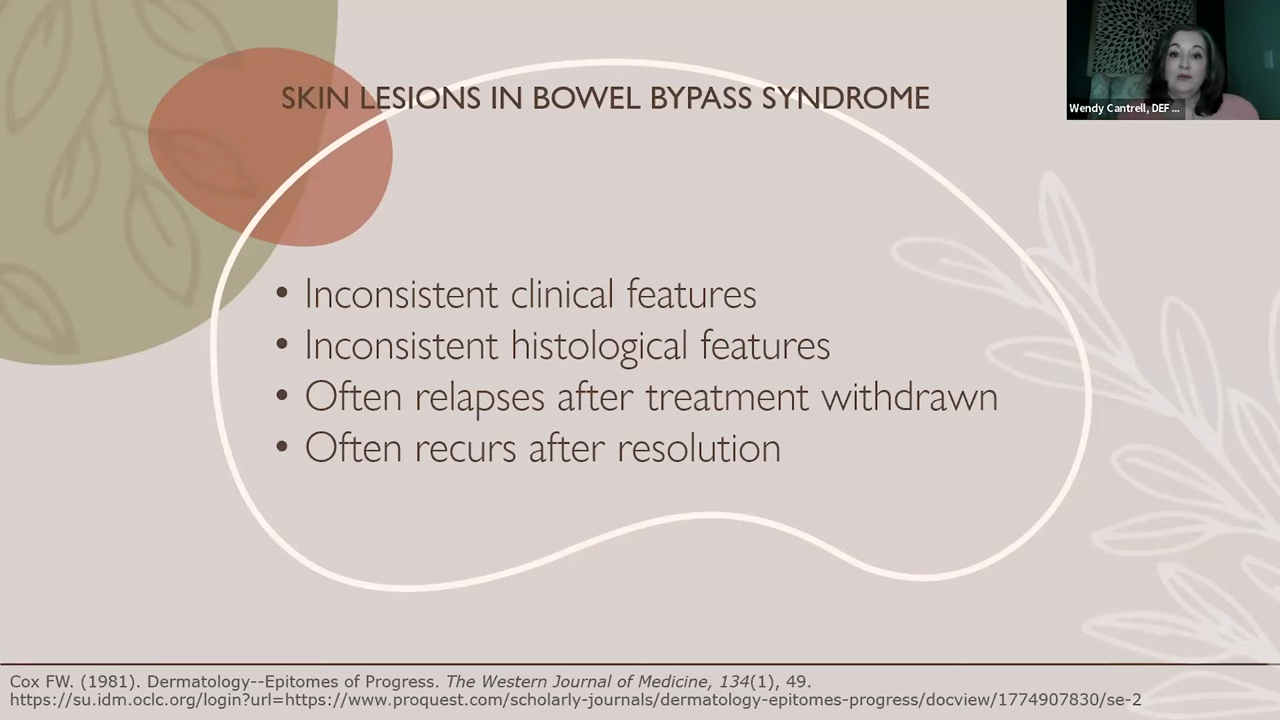 SKIN LESIONS IN BOWEL BYPASS SYNDROME
Wendy Cantrell, DEF ...
• Inconsistent clinical features
• Inconsistent histological features
• Often relapses after treatment withdrawn
• Often recurs after resolution
Cox FW. (1981). Dermatology--Epitomes of Progress. The Western Journal of Medicine, 134(1), 49.
https://su.idm.oclc.org/login?url=https://www.proquest.com/scholarly-journals/dermatology-epitomes-progress/docview/1774907830/se-2